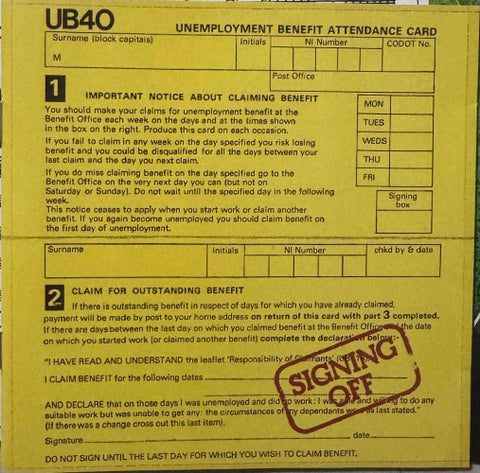 UB40 UNEMPLOYMENT BENEFIT ATTENDANCE CARD
Surname (block capitals) Initials NI Number CODOT No.
M
Post Office
1 IMPORTANT NOTICE ABOUT CLAIMING BENEFIT
You should make your claims for unemployment benefit at the
Benefit Office each week on the days and at the times shown
in the box on the right. Produce this card on each occasion.
If you fail to claim in any week on the day specified you risk losing
benefit and you could be disqualified for all the days between your
last claim and the day you next claim.
If you do miss claiming benefit on the day specified go to the
Benefit Office on the very next day you can (but not on
Saturday or Sunday). Do not wait until the specified day in the following
week.
This notice ceases to apply when you start work or claim another
benefit. If you again become unemployed you should claim benefit on
the first day of unemployment.
MON
TUES
WEDS
THU
FRI
Signing
box
Surname Initials NI Number chkd by & date
2 CLAIM FOR OUTSTANDING BENEFIT
If there is outstanding benefit in respect of days for which you have already claimed,
payment will be made by post to your home address on return of this card with part 3 completed.
If there are days between the last day on which you claimed benefit at the Benefit Office and the date
on which you started work (or claimed another benefit) complete the declaration below:-
"I HAVE READ AND UNDERSTAND the leaflet 'Responsibility of Claimants'
I CLAIM BENEFIT for the following dates
AND DECLARE that on those days I was unemployed and did no work: I was able and willing to do any
suitable work but was unable to get any: the circumstances of my dependants were as last stated."
(If there was a change cross out this last item).
Signature date
DO NOT SIGN UNTIL THE LAST DAY FOR WHICH YOU WISH TO CLAIM BENEFIT.
SIGNING
OFF